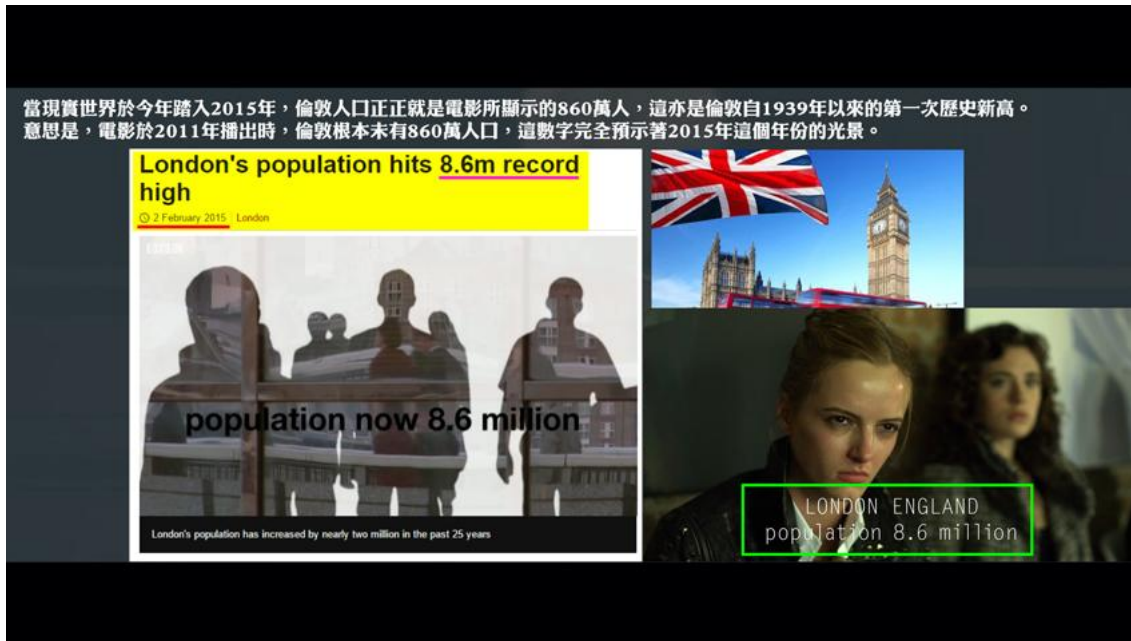 當現實世界於今年踏入2015年，倫敦人口正正就是電影所顯示的860萬人，這亦是倫敦自1939年以來的第一次歷史新高。
意思是，電影於2011年播出時，倫敦根本未有860萬人口，這數字完全預示著2015年這個年份的光景。
London's population hits 8.6m record
high
2 February 2015 London
population now 8.6 million
London's population has increased by nearly two million in the past 25 years
LONDON ENGLAND
population 8.6 million